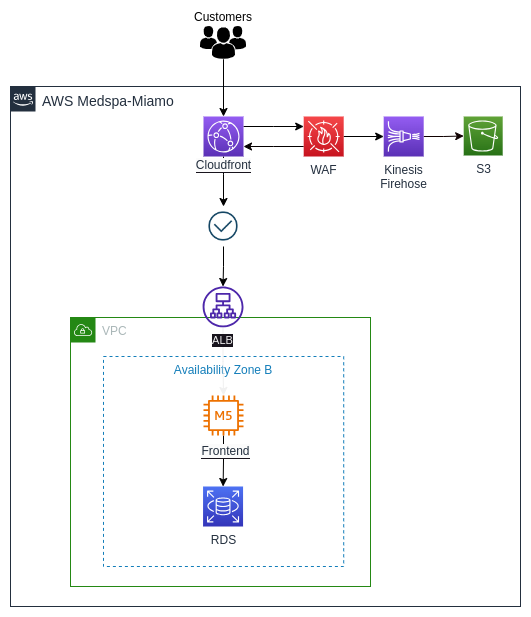 Customers
aws
AWS Medspa-Miamo
Cloudfront
WAF
Kinesis
Firehose
S3
ALB
VPC
Availability Zone B
M5
Frontend
RDS